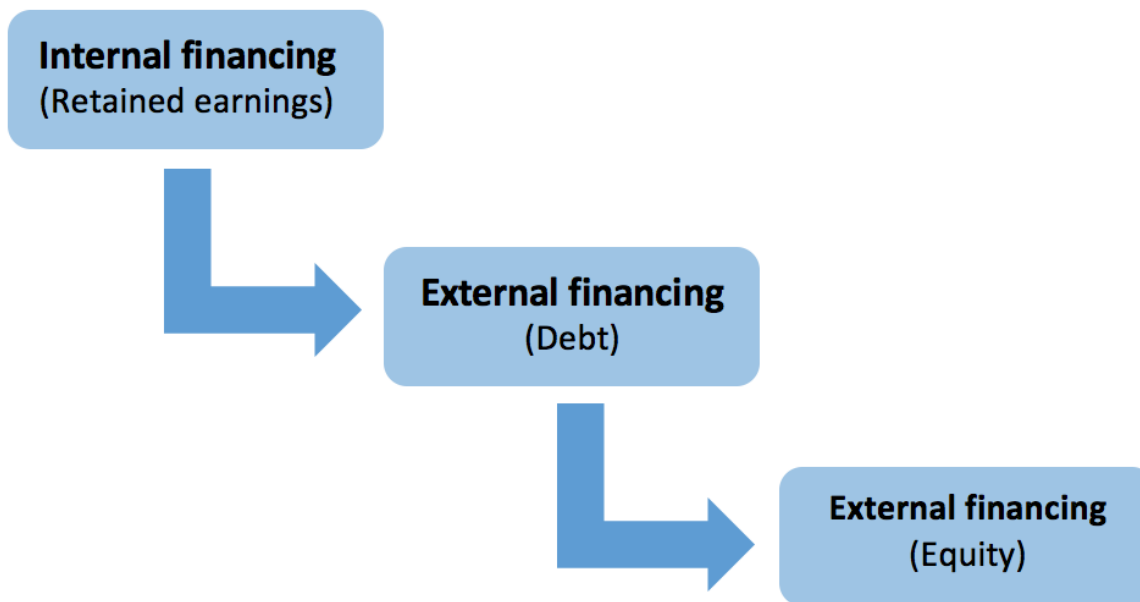 Internal financing
(Retained earnings)
External financing
(Debt)
External financing
(Equity)